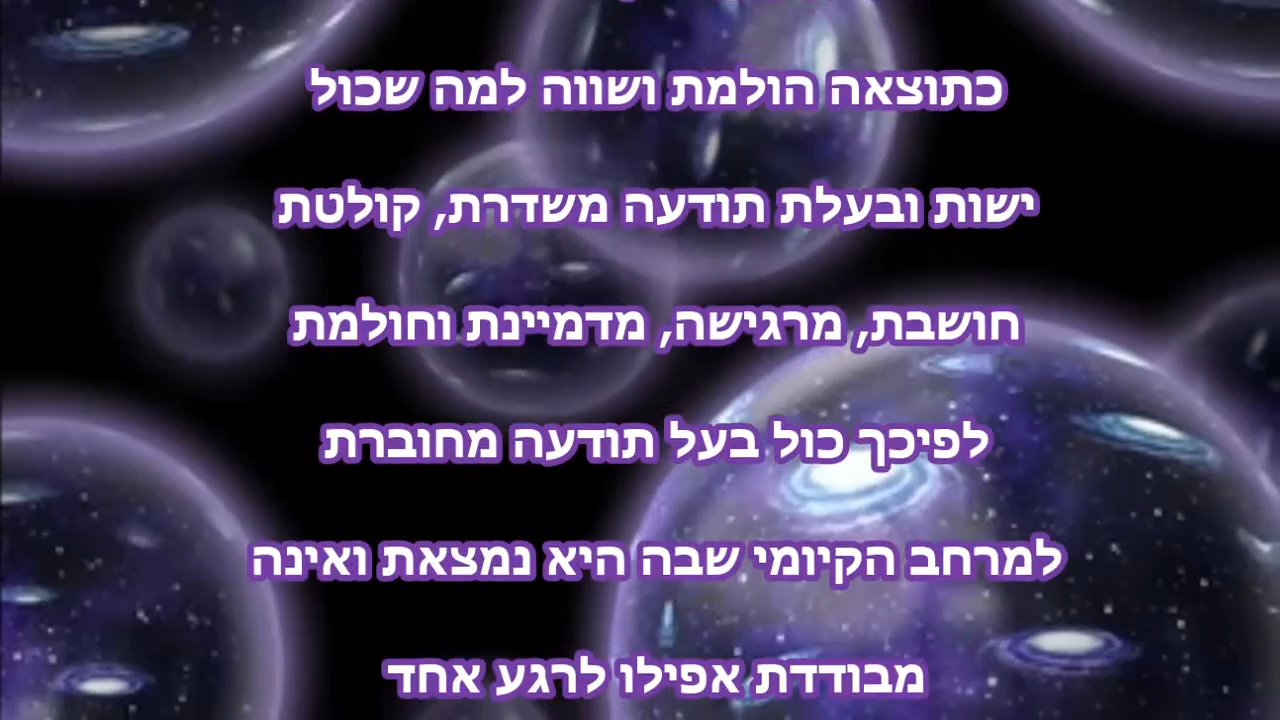 כתוצאה הולמת ושווה למה שכול
ישות ובעלת תודעה משדרת, קולטת
חושבת, מרגישה, מדמיינת וחולמת
לפיכך כול בעל תודעה מחוברת
למרחב הקיומי שבה היא נמצאת ואינה
מבודדת אפילו לרגע אחד